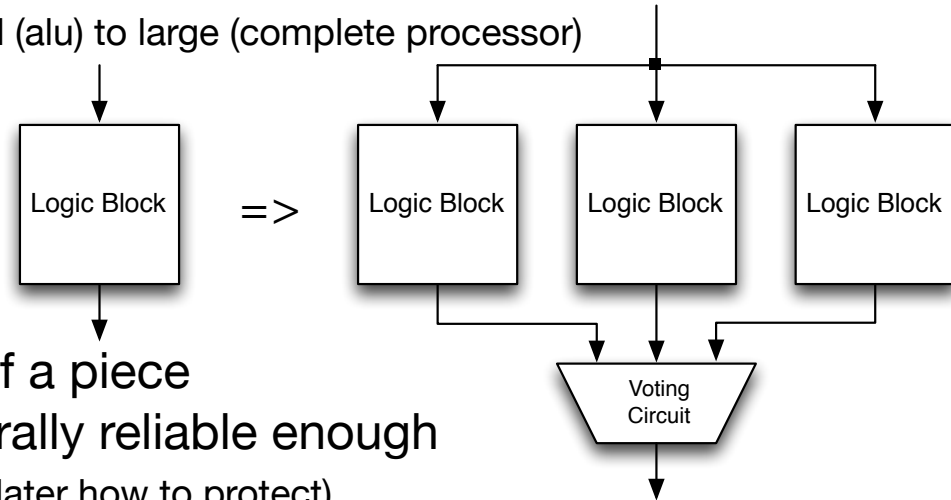 (alu) to large (complete processor)
Logic Block
=>
Logic Block
Logic Block
Logic Block
a piece
reliable enough
Voting
Circuit
later how to protect)